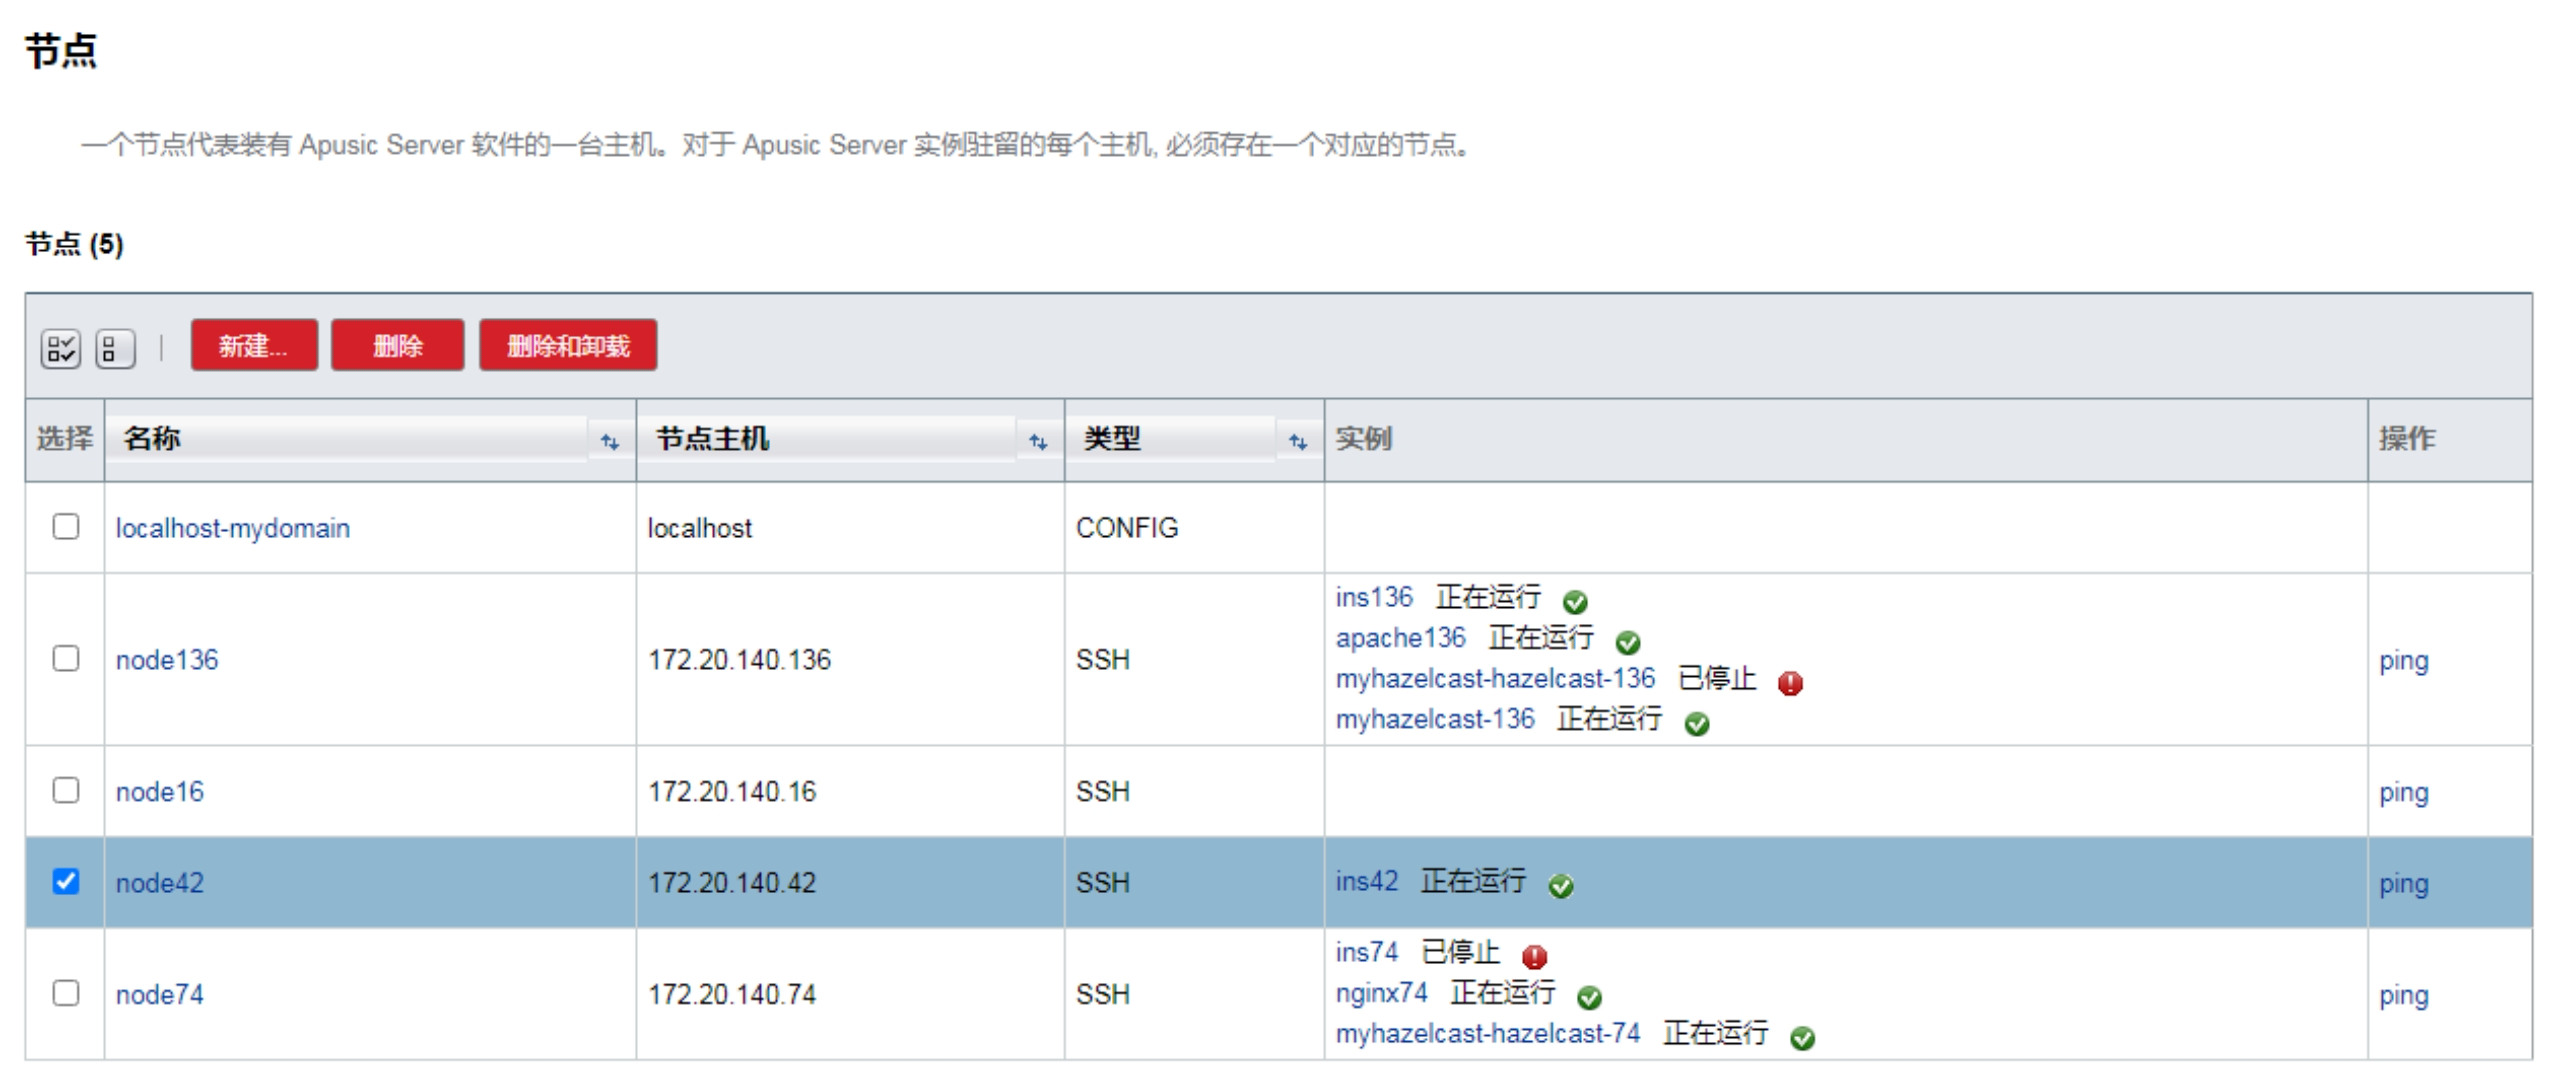 节点
一个节点代表装有 Apusic Server 软件的一台主机。对于 Apusic Server 实例驻留的每个主机, 必须存在一个对应的节点。
节点 (5)
新建... 删除 删除和卸载
选择 名称 节点主机 类型 实例 操作
localhost-mydomain localhost CONFIG
node136 172.20.140.136 SSH ins136 正在运行
apache136 正在运行
myhazelcast-hazelcast-136 已停止
myhazelcast-136 正在运行
ping
node16 172.20.140.16 SSH ping
node42 172.20.140.42 SSH ins42 正在运行 ping
node74 172.20.140.74 SSH ins74 已停止
nginx74 正在运行
myhazelcast-hazelcast-74 正在运行
ping